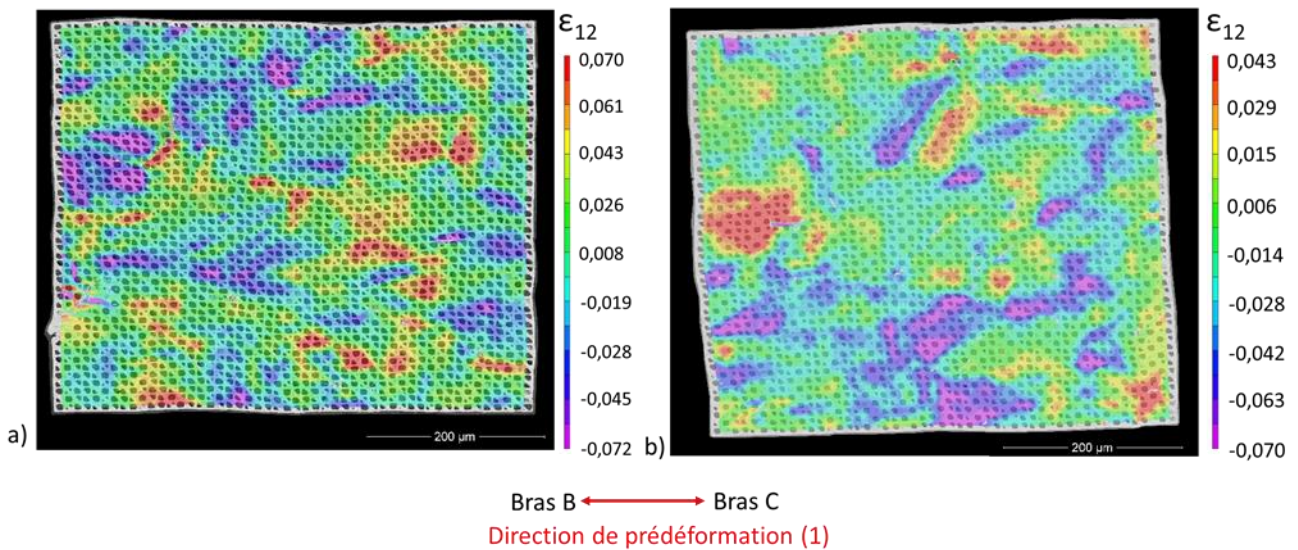 ε12
0,070
0,061
0,043
0,026
0,008
-0,019
-0,028
-0,045
-0,072
200 µm
a)
ε12
0,043
0,029
0,015
0,006
-0,014
-0,028
-0,042
-0,063
-0,070
200 µm
b)
Bras B Bras C
Direction de prédéformation (1)